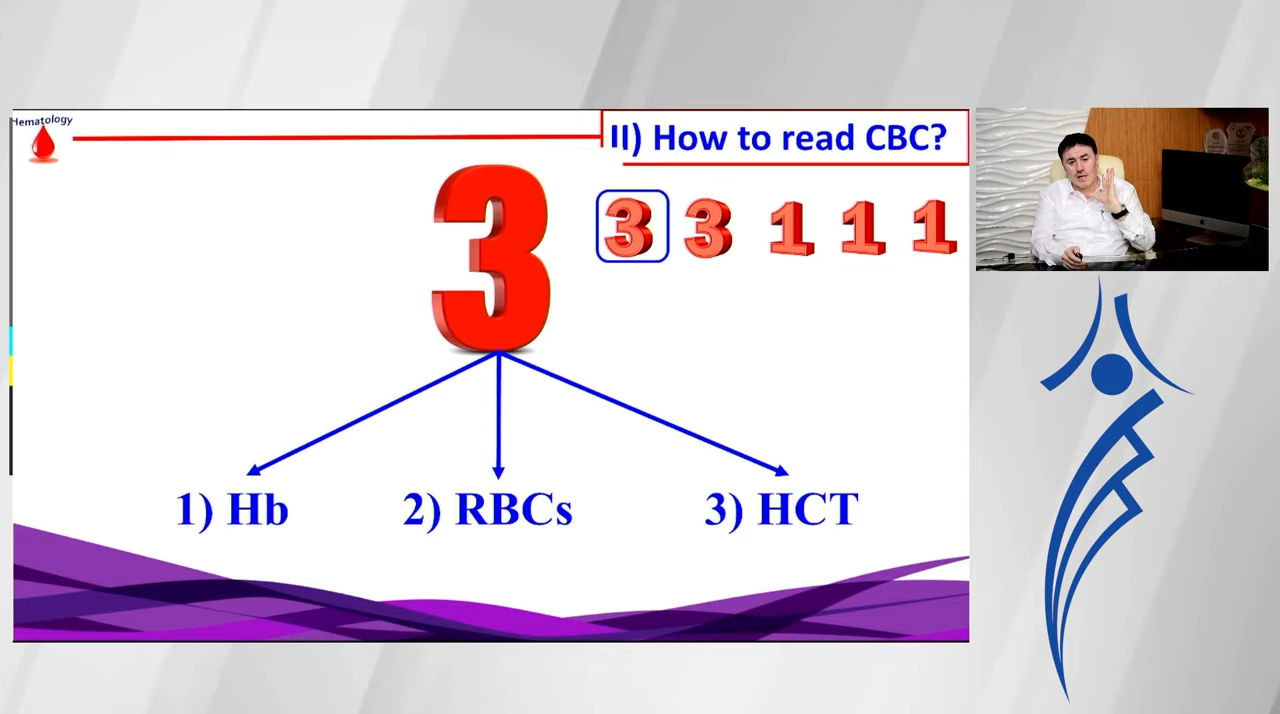 Hematology
II) How to read CBC?
3
3 3 1 1 1
1) Hb 2) RBCs 3) HCT